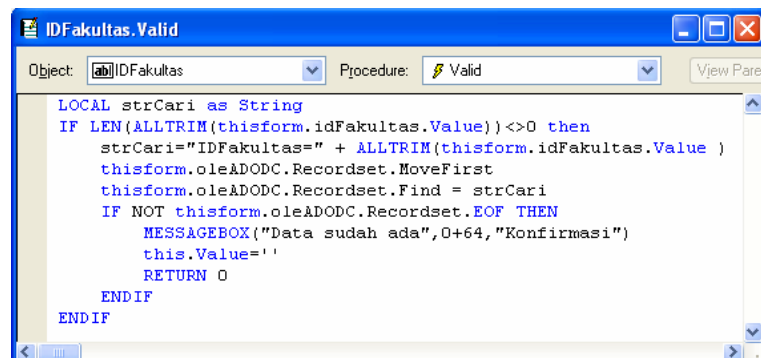 IDFakultas.Valid
Object: abl IDFakultas Procedure: Valid View Pare
LOCAL strCari as String
IF LEN(ALLTRIM(thisform.idFakultas.Value))<>0 then
strCari="IDFakultas=" + ALLTRIM(thisform.idFakultas.Value )
thisform.oleADODC.Recordset.MoveFirst
thisform.oleADODC.Recordset.Find = strCari
IF NOT thisform.oleADODC.Recordset.EOF THEN
MESSAGEBOX("Data sudah ada",0+64,"Konfirmasi")
this.Value=''
RETURN 0
ENDIF
ENDIF